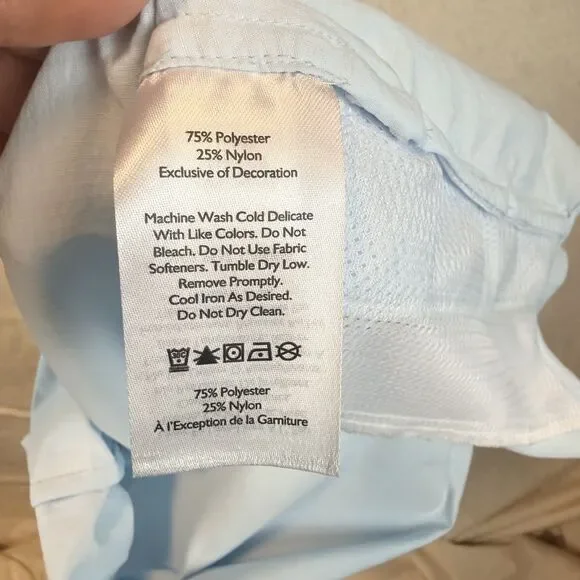 75% Polyester
25% Nylon
Exclusive of Decoration
Machine Wash Cold Delicate
With Like Colors. Do Not
Bleach. Do Not Use Fabric
Softeners. Tumble Dry Low.
Remove Promptly.
Cool Iron As Desired.
Do Not Dry Clean.
75% Polyester
25% Nylon
À l'Exception de la Garniture